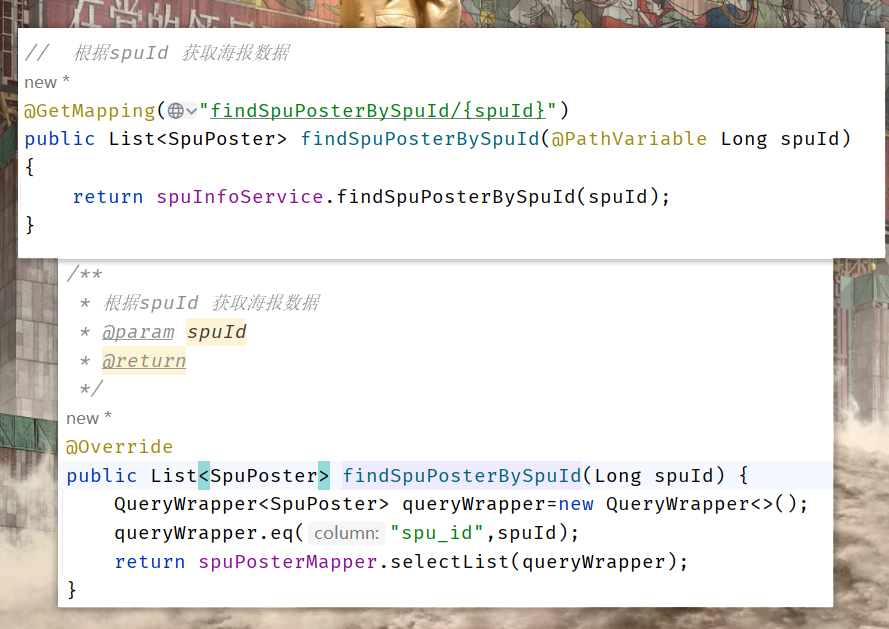 //  根据spuId 获取海报数据
new *
@GetMapping("findSpuPosterBySpuId/{spuId}")
public List<SpuPoster> findSpuPosterBySpuId(@PathVariable Long spuId)
{
    return spuInfoService.findSpuPosterBySpuId(spuId);
}
/**
 * 根据spuId 获取海报数据
 * @param spuId
 * @return
 */
new *
@Override
public List<SpuPoster> findSpuPosterBySpuId(Long spuId) {
    QueryWrapper<SpuPoster> queryWrapper=new QueryWrapper<>();
    queryWrapper.eq( column: "spu_id",spuId);
    return spuPosterMapper.selectList(queryWrapper);
}